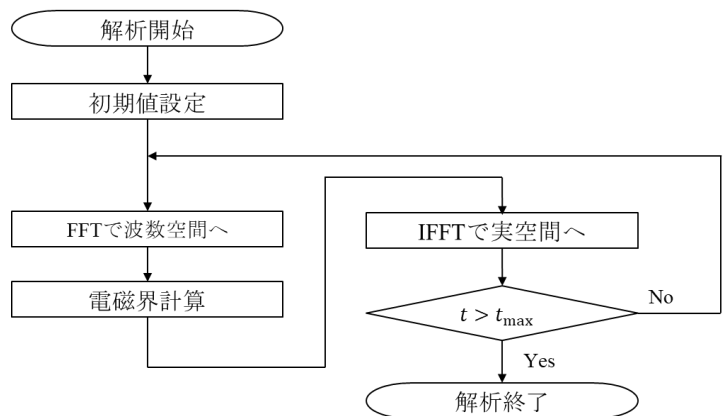 解析開始
初期値設定
FFTで波数空間へ
電磁界計算
IFFTで実空間へ
t > tmax
No
Yes
解析終了